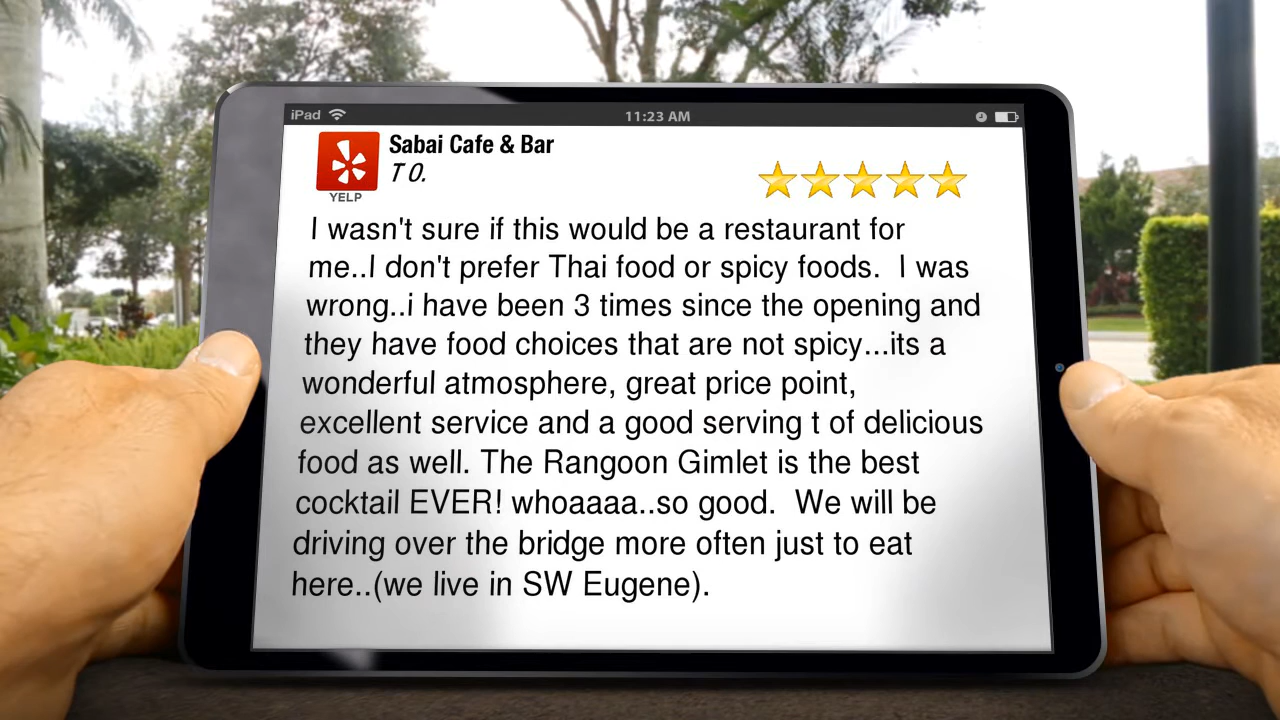 iPad
11:23 AM
Sabai Cafe & Bar
T O.
YELP
I wasn't sure if this would be a restaurant for
me..I don't prefer Thai food or spicy foods.  I was
wrong..i have been 3 times since the opening and
they have food choices that are not spicy...its a
wonderful atmosphere, great price point,
excellent service and a good serving t of delicious
food as well. The Rangoon Gimlet is the best
cocktail EVER! whoaaaa..so good.  We will be
driving over the bridge more often just to eat
here..(we live in SW Eugene).